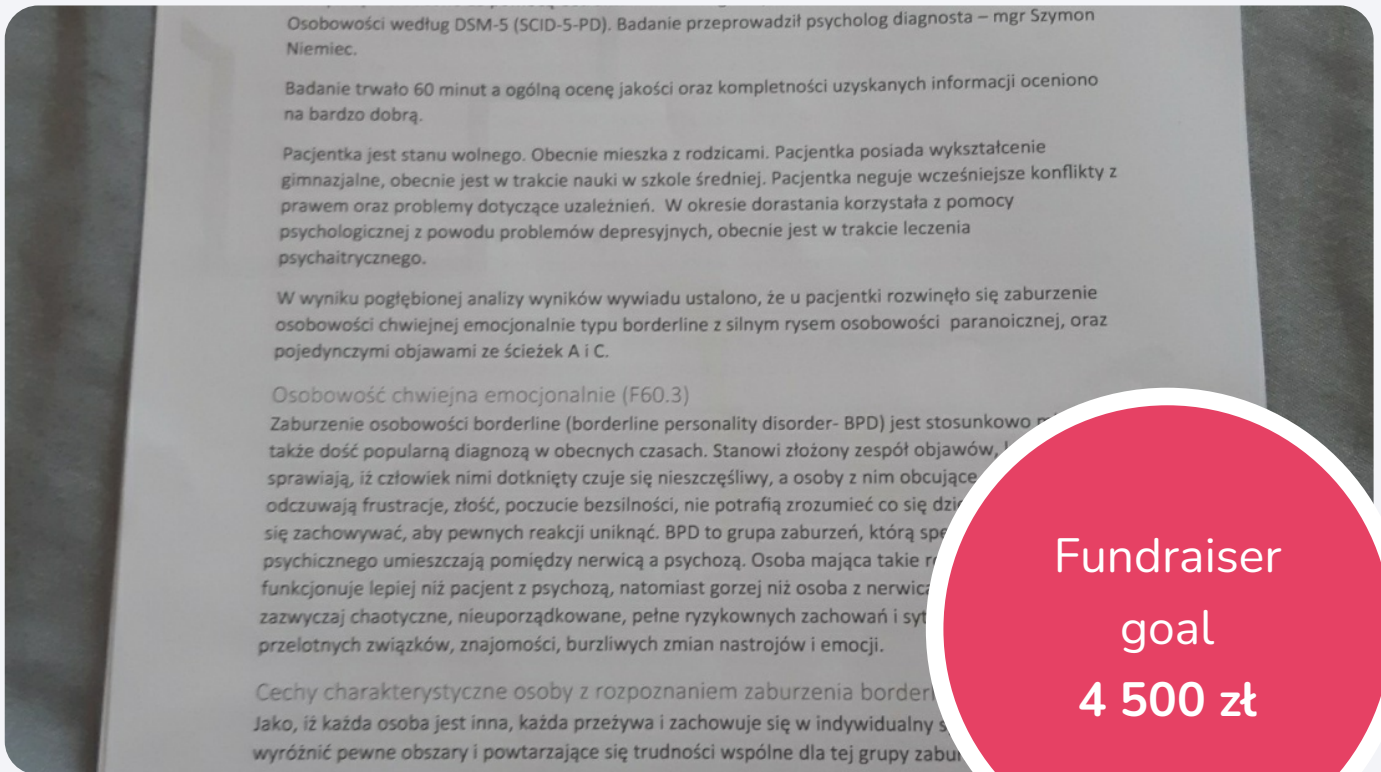 Osobowości według DSM-5 (SCID-5-PD). Badanie przeprowadził psycholog diagnosta – mgr Szymon
Niemiec.
Badanie trwało 60 minut a ogólną ocenę jakości oraz kompletności uzyskanych informacji oceniono
na bardzo dobrą.
Pacjentka jest stanu wolnego. Obecnie mieszka z rodzicami. Pacjentka posiada wykształcenie
gimnazjalne, obecnie jest w trakcie nauki w szkole średniej. Pacjentka neguje wcześniejsze konflikty z
prawem oraz problemy dotyczące uzależnień. W okresie dorastania korzystała z pomocy
psychologicznej z powodu problemów depresyjnych, obecnie jest w trakcie leczenia
psychaitrycznego.
W wyniku pogłębionej analizy wyników wywiadu ustalono, że u pacjentki rozwinęło się zaburzenie
osobowości chwiejnej emocjonalnie typu borderline z silnym rysem osobowości paranoicznej, oraz
pojedynczymi objawami ze ścieżek A i C.
Osobowość chwiejna emocjonalnie (F60.3)
Zaburzenie osobowości borderline (borderline personality disorder- BPD) jest stosunkowo
także dość popularną diagnozą w obecnych czasach. Stanowi złożony zespół objawów,
sprawiają, iż człowiek nimi dotknięty czuje się nieszczęśliwy, a osoby z nim obcujące
odczuwają frustracje, złość, poczucie bezsilności, nie potrafią zrozumieć co się
się zachowywać, aby pewnych reakcji uniknąć. BPD to grupa zaburzeń, którą
psychicznego umieszczają pomiędzy nerwicą a psychozą. Osoba mająca takie
funkcjonuje lepiej niż pacjent z psychozą, natomiast gorzej niż osoba z
zazwyczaj chaotyczne, nieuporządkowane, pełne ryzykownych zachowań i
przelotnych związków, znajomości, burzliwych zmian nastrojów i emocji.
Cechy charakterystyczne osoby z rozpoznaniem zaburzenia
Jako, iż każda osoba jest inna, każda przeżywa i zachowuje się w indywidualny
wyróżnić pewne obszary i powtarzające się trudności wspólne dla tej grupy
Fundraiser
goal
4 500 zł